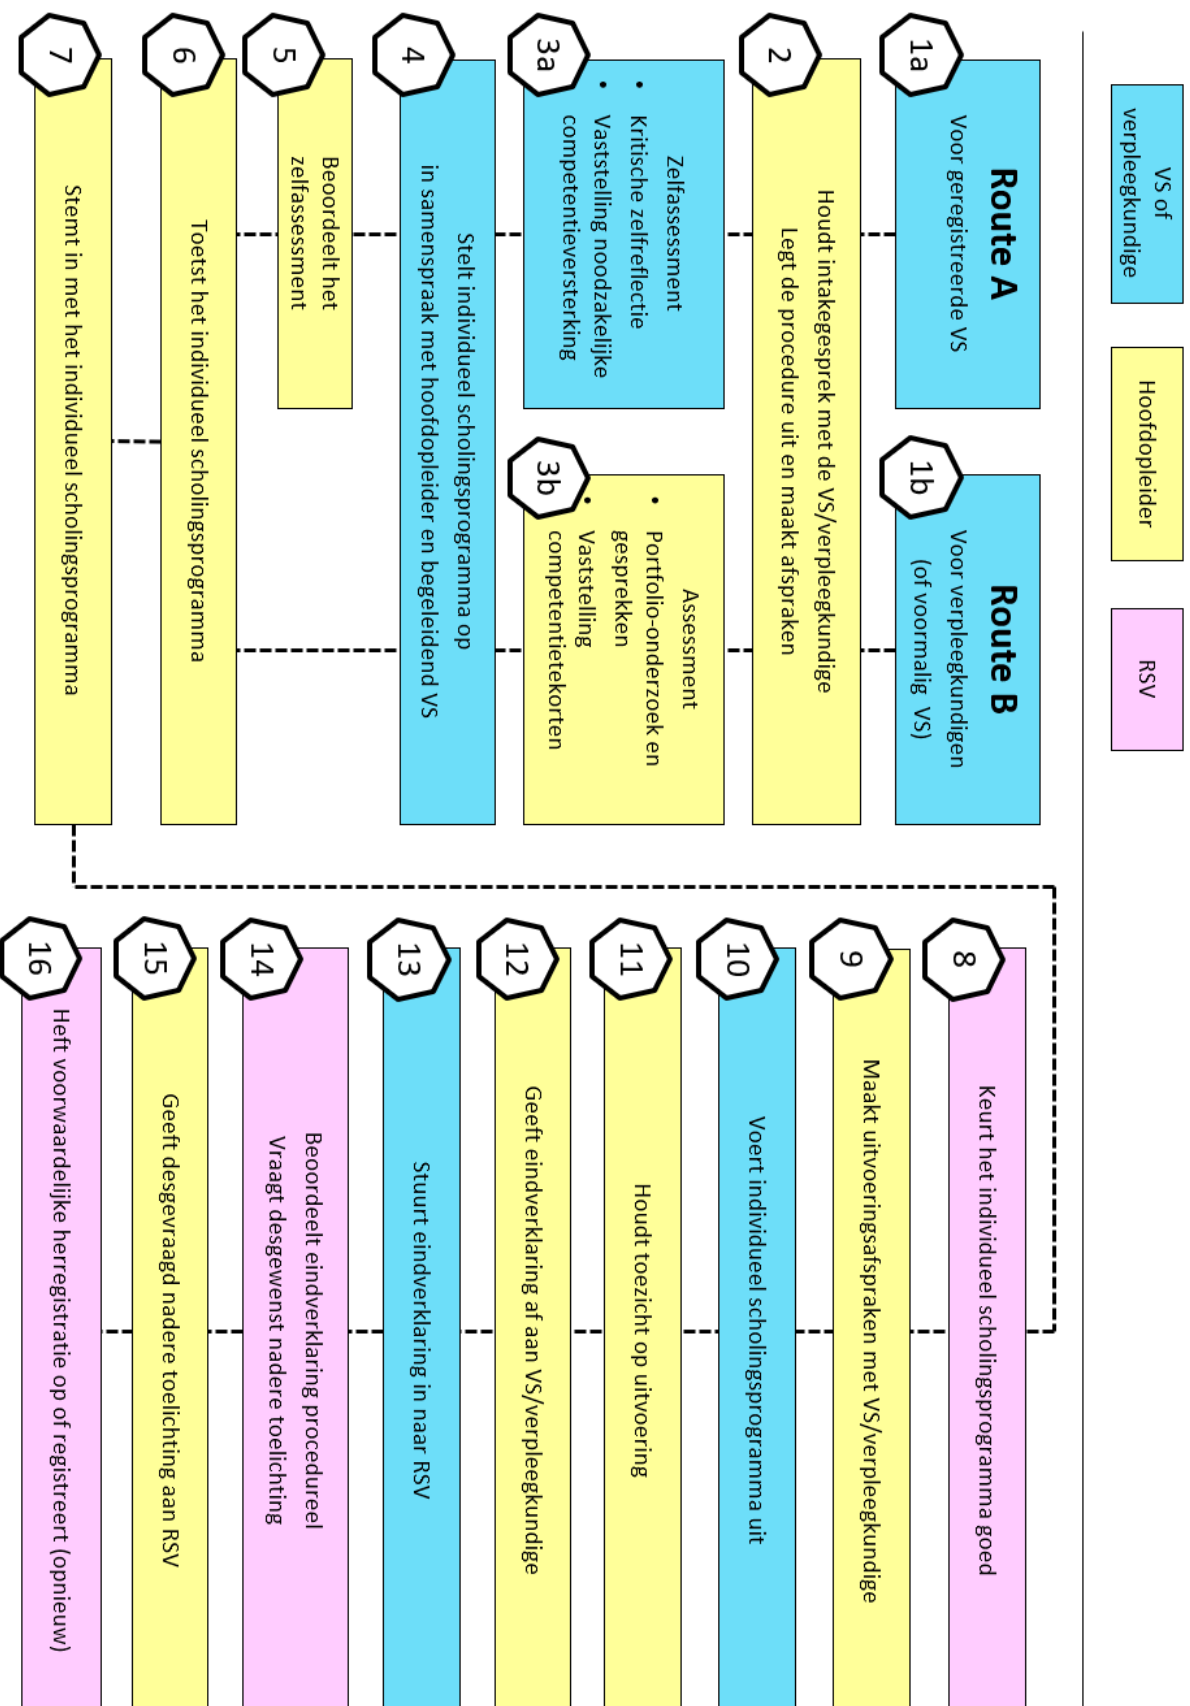 VS of
verpleegkundige
Hoofdopleider
RSV
1a
Route A
Voor geregistreerde VS
1b
Route B
Voor verpleegkundigen
(of voormalig VS)
2
Houdt intakegesprek met de VS/verpleegkundige
Legt de procedure uit en maakt afspraken
3a
Zelfassessment
• Kritische zelfreflectie
• Vaststelling noodzakelijke
competentieversterking
3b
Assessment
• Portfolio-onderzoek en
gesprekken
• Vaststelling
competentietekorten
4
Stelt individueel scholingsprogramma op
in samenspraak met hoofdopleider en begeleidend VS
5
Beoordeelt het
zelfassessment
6
Toetst het individueel scholingsprogramma
7
Stemt in met het individueel scholingsprogramma
8
Keurt het individueel scholingsprogramma goed
9
Maakt uitvoeringsafspraken met VS/verpleegkundige
10
Voert individueel scholingsprogramma uit
11
Houdt toezicht op uitvoering
12
Geeft eindverklaring af aan VS/verpleegkundige
13
Stuurt eindverklaring in naar RSV
14
Beoordeelt eindverklaring procedureel
Vraagt desgewenst nadere toelichting
15
Geeft desgevraagd nadere toelichting aan RSV
16
Heft voorwaardelijke herregistratie op of registreert (opnieuw)